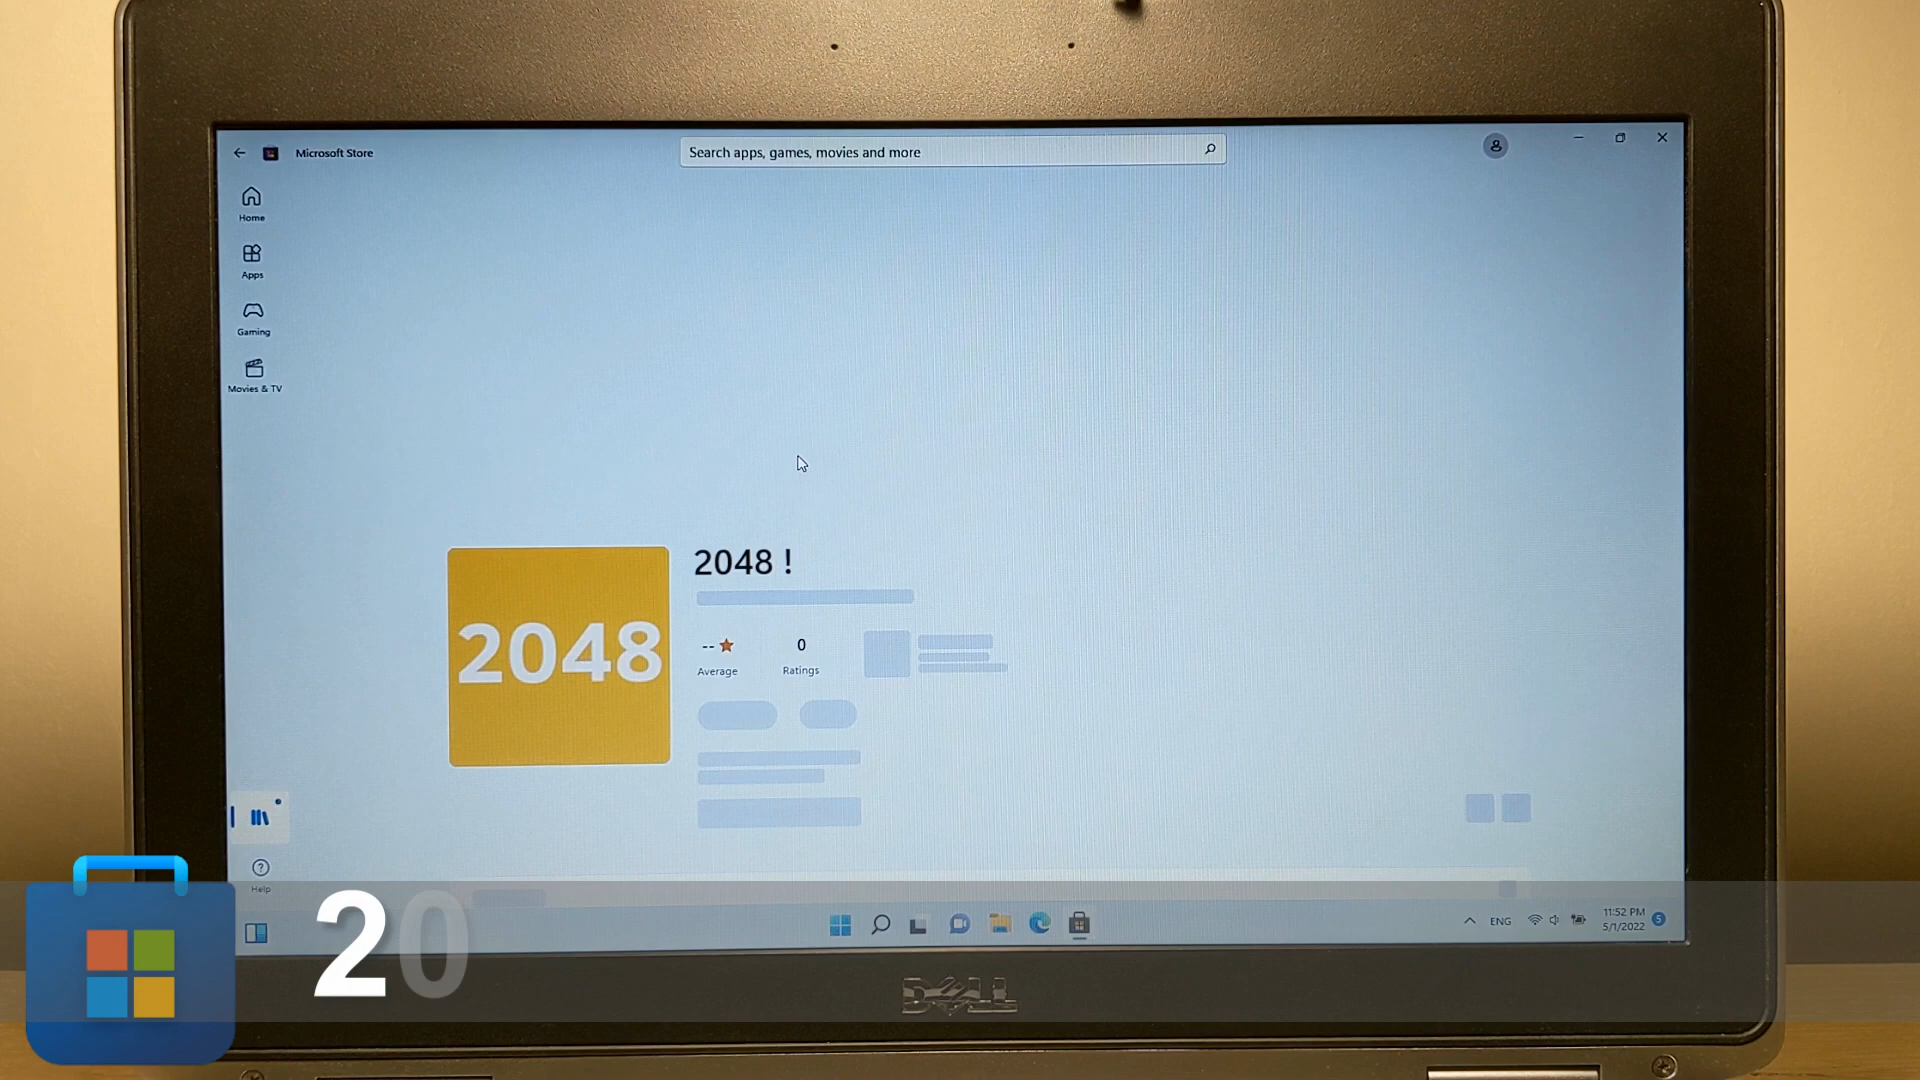 Microsoft Store
Search apps, games, movies and more
Home
Apps
Gaming
Movies & TV
2048 !
2048
--
0
Average
Ratings
Help
20
ENG
11:52 PM
5/1/2022
5
DELL